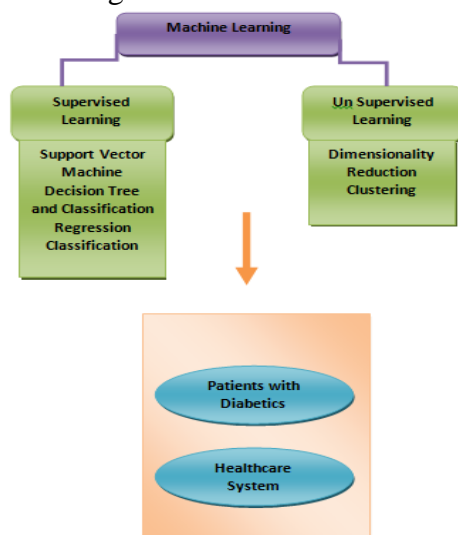 Machine Learning
Supervised
Learning
Support Vector
Machine
Decision Tree
and Classification
Regression
Classification
Un Supervised
Learning
Dimensionality
Reduction
Clustering
Patients with
Diabetics
Healthcare
System